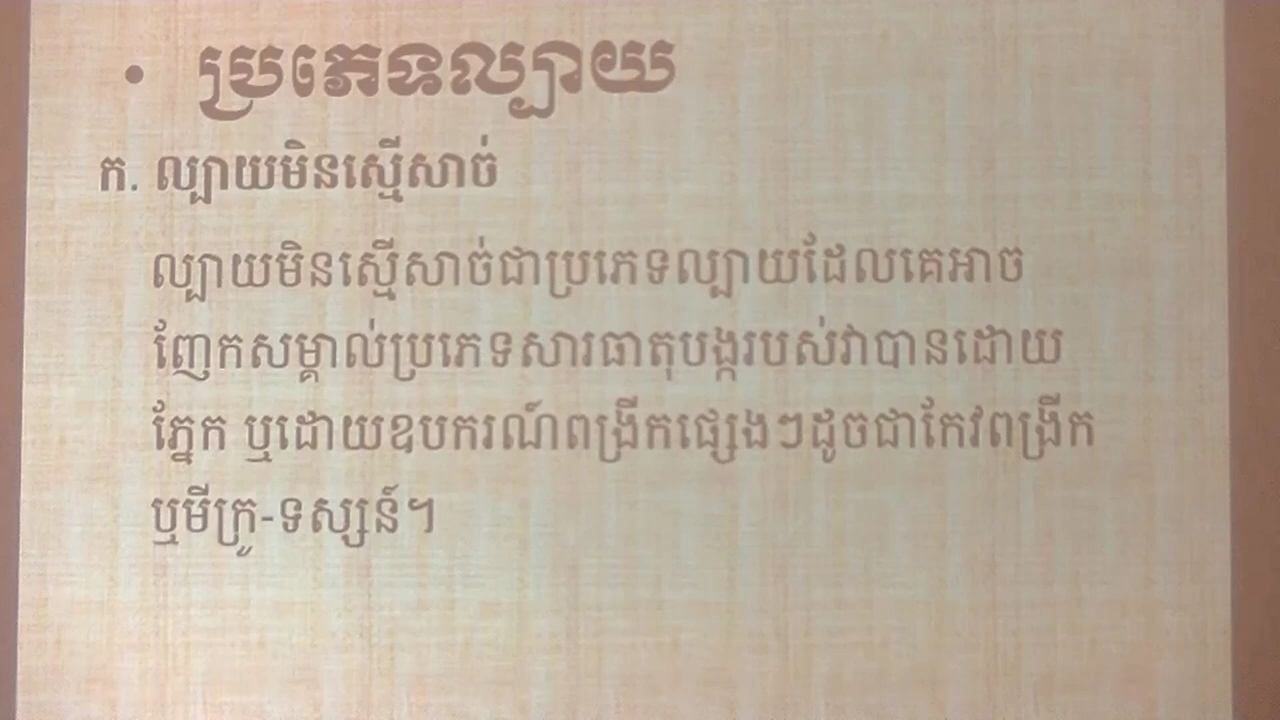 • ប្រភេទល្បាយ
ក. ល្បាយមិនស្មើសាច់
ល្បាយមិនស្មើសាច់ជាប្រភេទល្បាយដែលគេអាច
ញែកសម្គាល់ប្រភេទសារធាតុបង្ករបស់វាបានដោយ
ភ្នែក ឬដោយឧបករណ៍ពង្រីកផ្សេងៗដូចជាកែវពង្រីក
ឬមីក្រូ-ទស្សន៍។